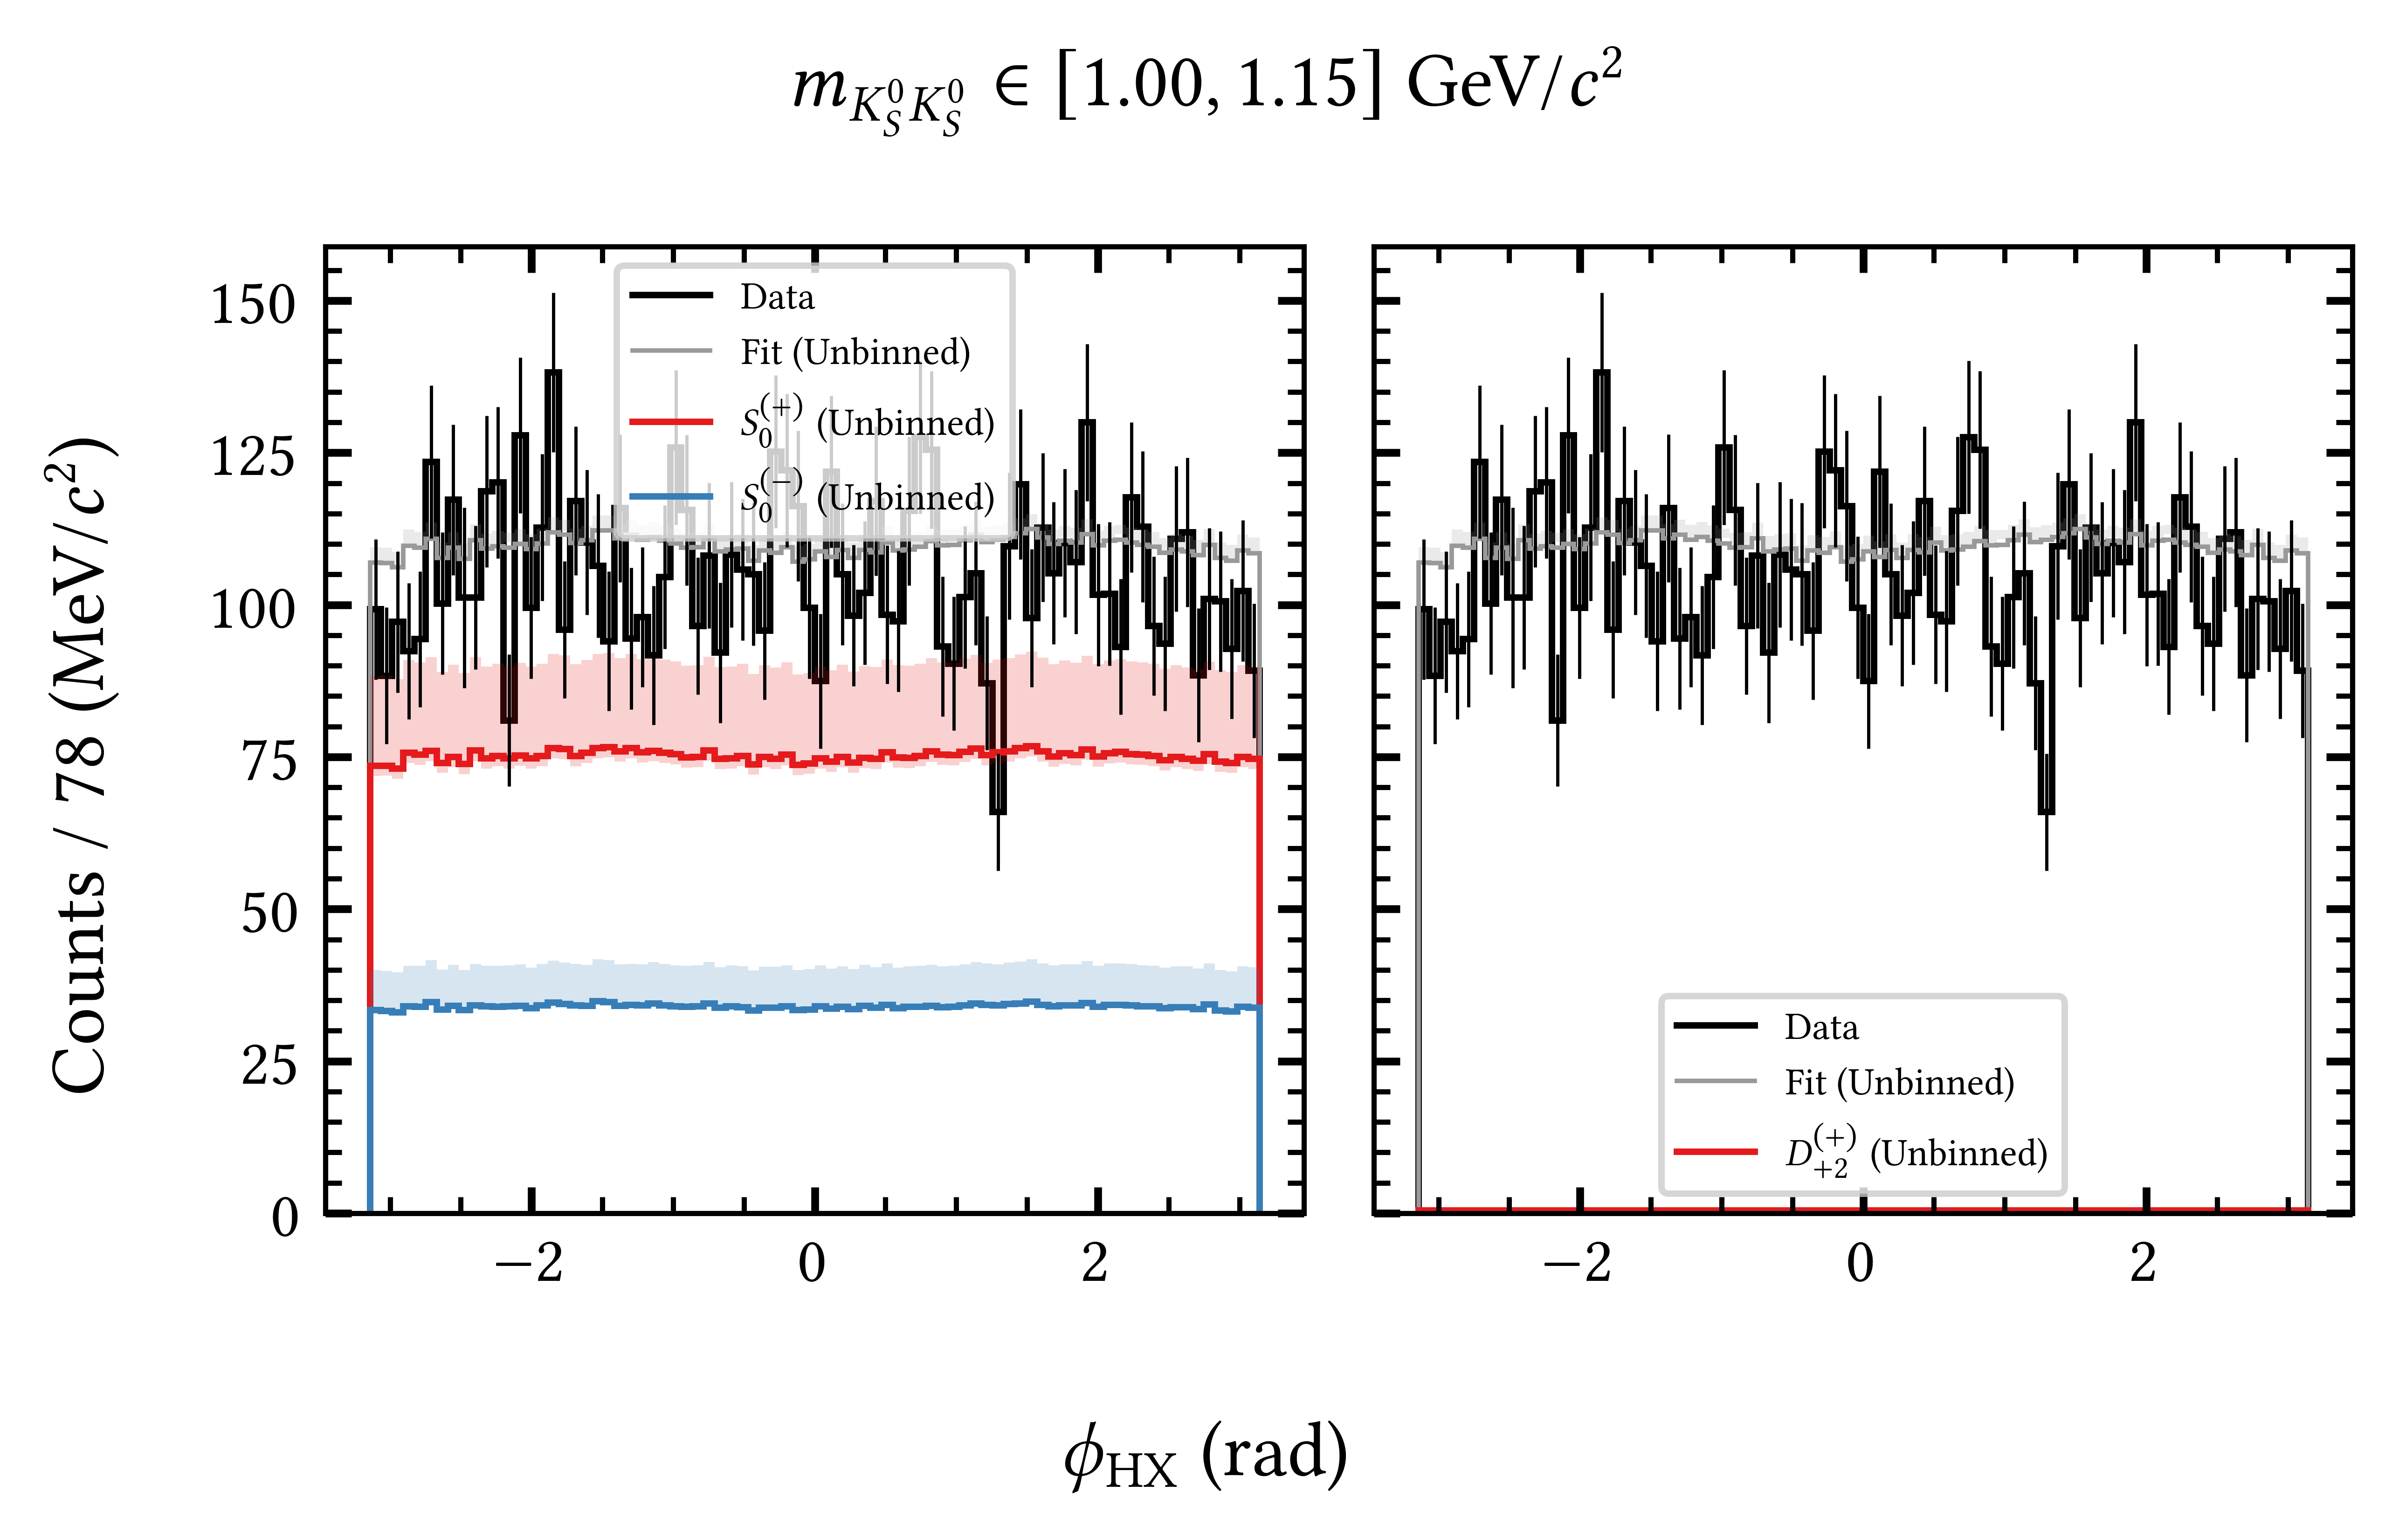 m_{K_S^0 K_S^0} ∈ [1.00, 1.15] GeV/c²
Counts / 78 (MeV/c²)
150
125
100
75
50
25
0
Data
Fit (Unbinned)
S_0^{(+)} (Unbinned)
S_0^{(−)} (Unbinned)
Data
Fit (Unbinned)
D_{+2}^{(+)} (Unbinned)
−2 0 2
−2 0 2
ϕ_{HX} (rad)